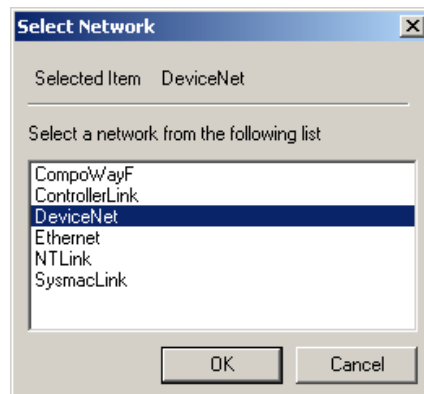 Select Network
Selected Item DeviceNet
Select a network from the following list
CompoWayF
ControllerLink
DeviceNet
Ethernet
NTLink
SysmacLink
OK Cancel